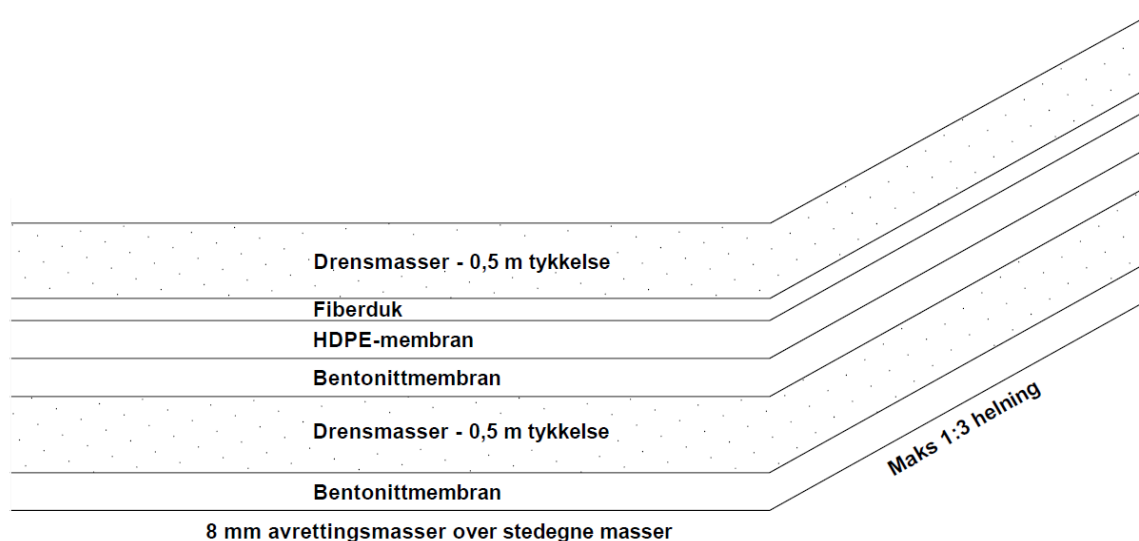 Drensmasser - 0,5 m tykkelse
Fiberduk
HDPE-membran
Bentonittmembran
Drensmasser - 0,5 m tykkelse
Bentonittmembran
Maks 1:3 helning
8 mm avrettingsmasser over stedegne masser